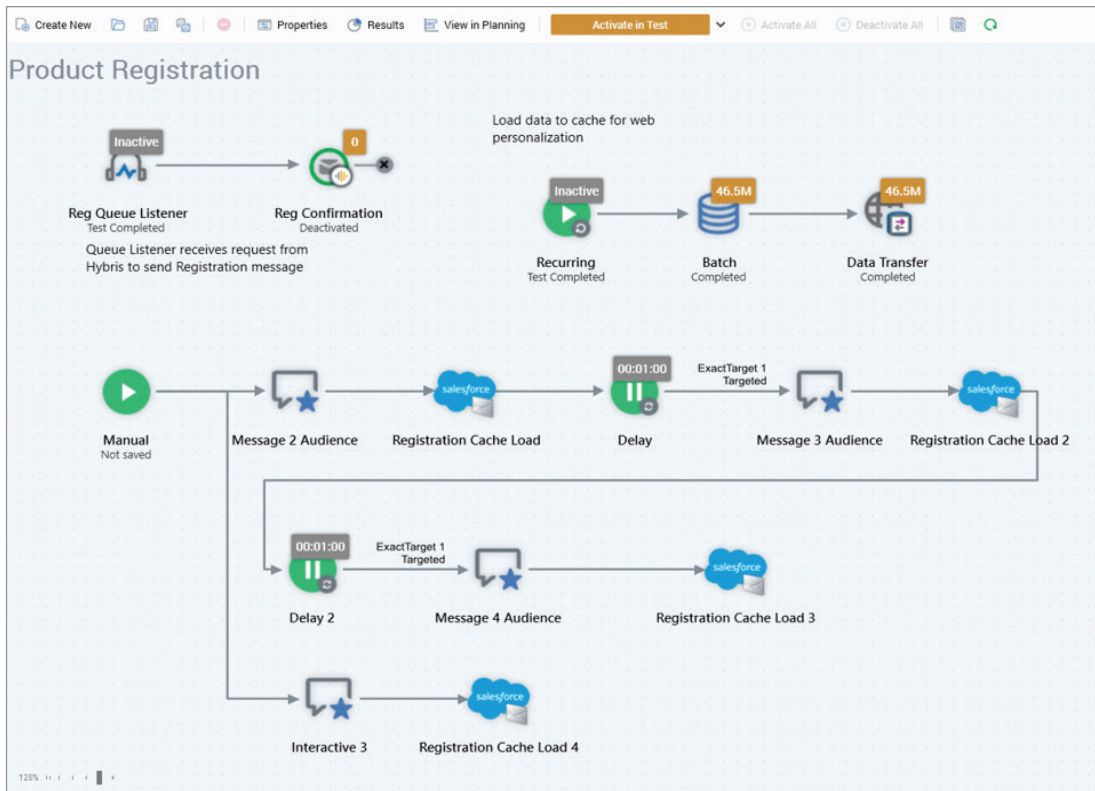 Create New
Properties
Results
View in Planning
Activate in Test
Activate All
Deactivate All
Product Registration
Inactive
0
Reg Queue Listener
Test Completed
Reg Confirmation
Deactivated
Queue Listener receives request from
Hybris to send Registration message
Load data to cache for web
personalization
Inactive
46.5M
46.5M
Recurring
Test Completed
Batch
Completed
Data Transfer
Completed
Manual
Not saved
Message 2 Audience
salesforce
Registration Cache Load
00:01:00
Delay
ExactTarget 1
Targeted
Message 3 Audience
salesforce
Registration Cache Load 2
00:01:00
Delay 2
ExactTarget 1
Targeted
Message 4 Audience
salesforce
Registration Cache Load 3
Interactive 3
salesforce
Registration Cache Load 4
125%